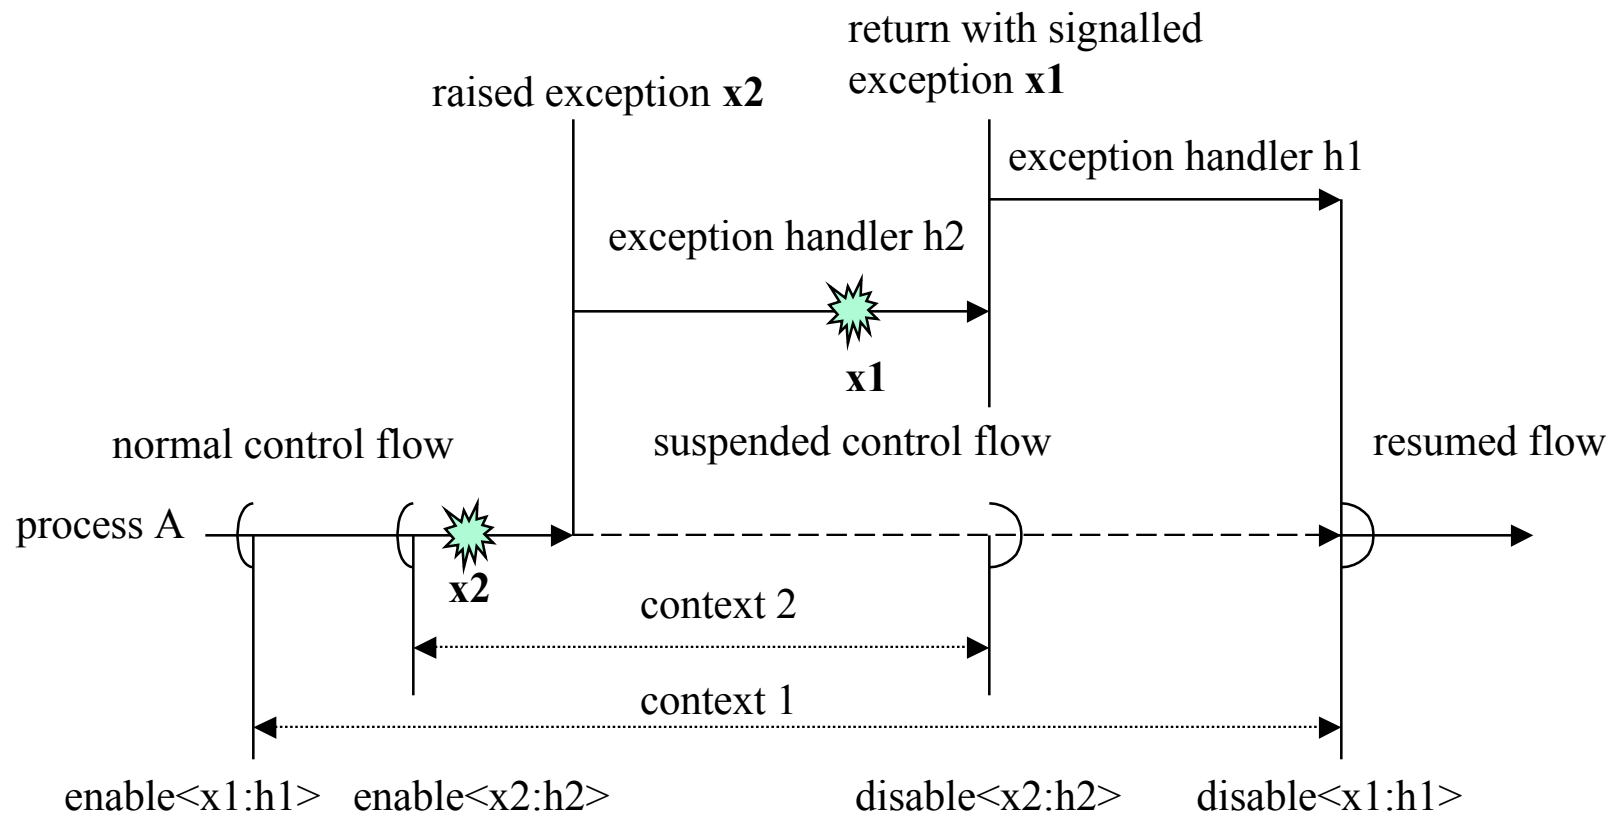 return with signalled
exception x1
raised exception x2
exception handler h1
exception handler h2
x1
normal control flow
suspended control flow
resumed flow
process A
x2
context 2
context 1
enable<x1:h1>
enable<x2:h2>
disable<x2:h2>
disable<x1:h1>